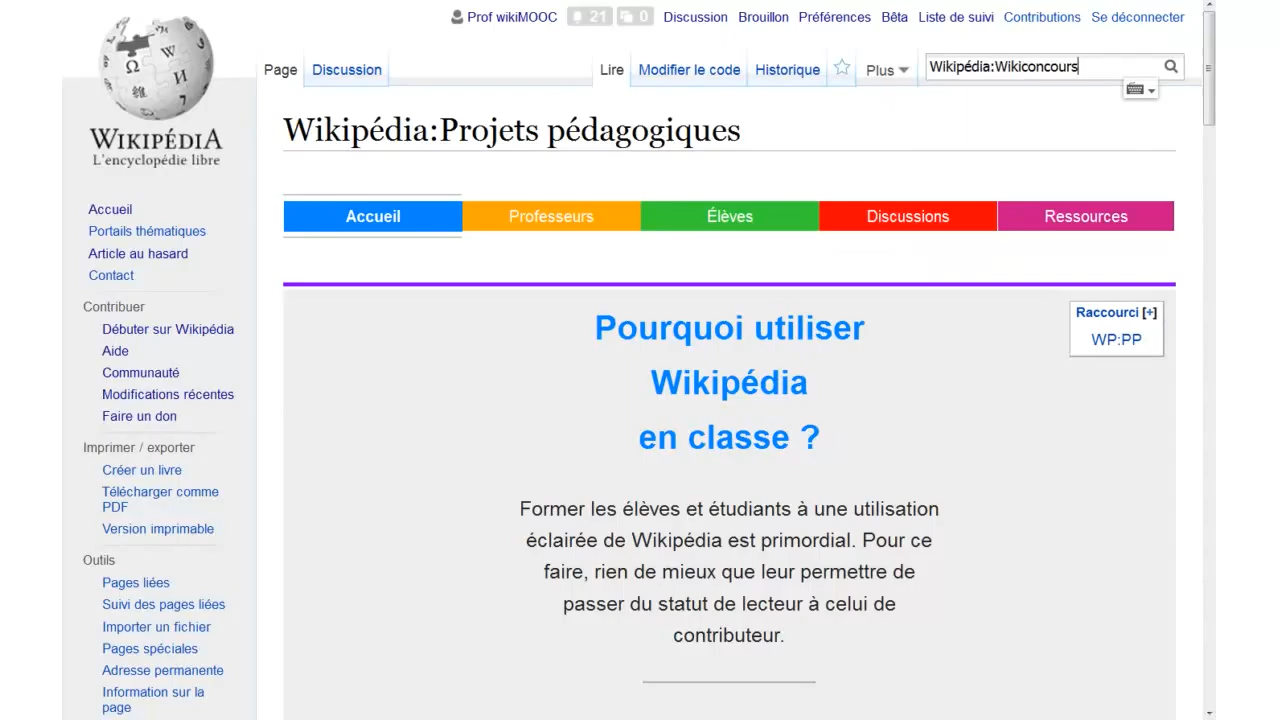 Prof wikiMOOC 21 0 Discussion Brouillon Préférences Bêta Liste de suivi Contributions Se déconnecter
Page Discussion Lire Modifier le code Historique Plus Wikipédia:Wikiconcours
WIKIPÉDIA
L'encyclopédie libre
Accueil
Portails thématiques
Article au hasard
Contact
Contribuer
Débuter sur Wikipédia
Aide
Communauté
Modifications récentes
Faire un don
Imprimer / exporter
Créer un livre
Télécharger comme
PDF
Version imprimable
Outils
Pages liées
Suivi des pages liées
Importer un fichier
Pages spéciales
Adresse permanente
Information sur la
page
Wikipédia:Projets pédagogiques
Accueil Professeurs Élèves Discussions Ressources
Raccourci [+]
WP:PP
Pourquoi utiliser
Wikipédia
en classe ?
Former les élèves et étudiants à une utilisation
éclairée de Wikipédia est primordial. Pour ce
faire, rien de mieux que leur permettre de
passer du statut de lecteur à celui de
contributeur.